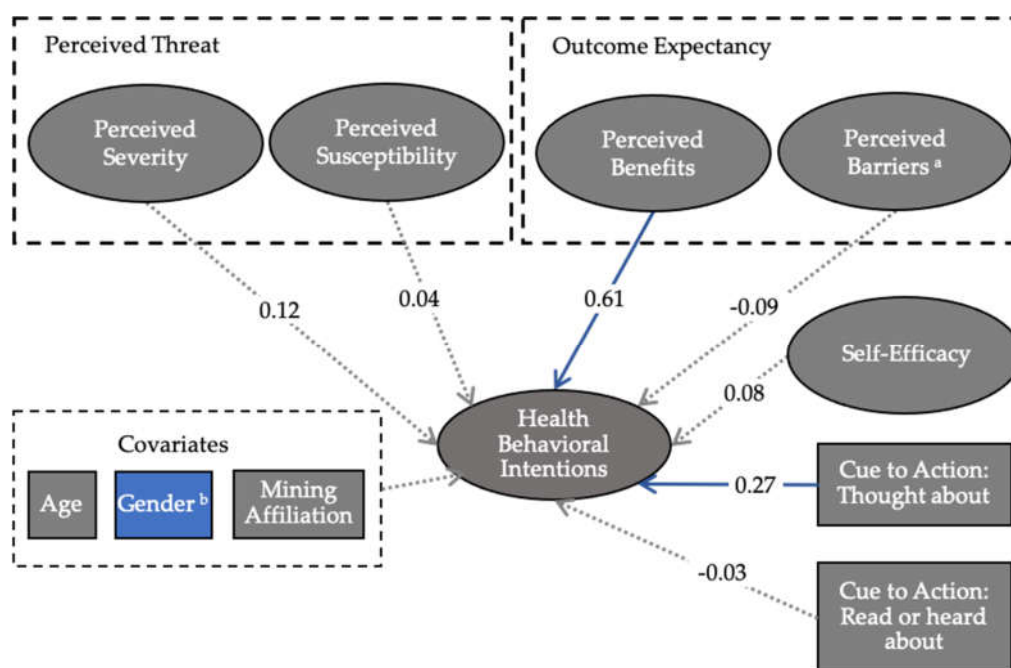 Perceived Threat
Outcome Expectancy
Perceived
Severity
Perceived
Susceptibility
Perceived
Benefits
Perceived
Barriers a
0.12
0.04
0.61
-0.09
Self-Efficacy
0.08
Health
Behavioral
Intentions
Covariates
Age
Gender b
Mining
Affiliation
0.27
Cue to Action:
Thought about
-0.03
Cue to Action:
Read or heard
about